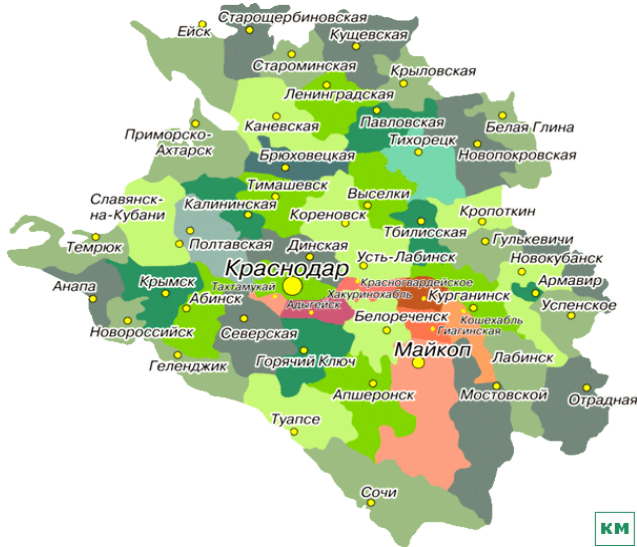 Старощербиновская
Ейск
Кущевская
Староминская
Крыловская
Ленинградская
Каневская
Павловская
Белая Глина
Приморско-
Ахтарск
Тихорецк
Брюховецкая
Новопокровская
Тимашевск
Славянск-
на-Кубани
Калининская
Выселки
Кореновск
Кропоткин
Тбилисская
Темрюк
Полтавская
Динская
Гулькевичи
Усть-Лабинск
Новокубанск
Краснодар
Анапа
Крымск
Тахтамукай
Красногвардейское
Армавир
Абинск
Хакуринохабль
Курганинск
Адыгейск
Успенское
Новороссийск
Северская
Белореченск
Кошехабль
Гиагинская
Геленджик
Горячий Ключ
Майкоп
Лабинск
Апшеронск
Мостовской
Отрадная
Туапсе
Сочи
КМ